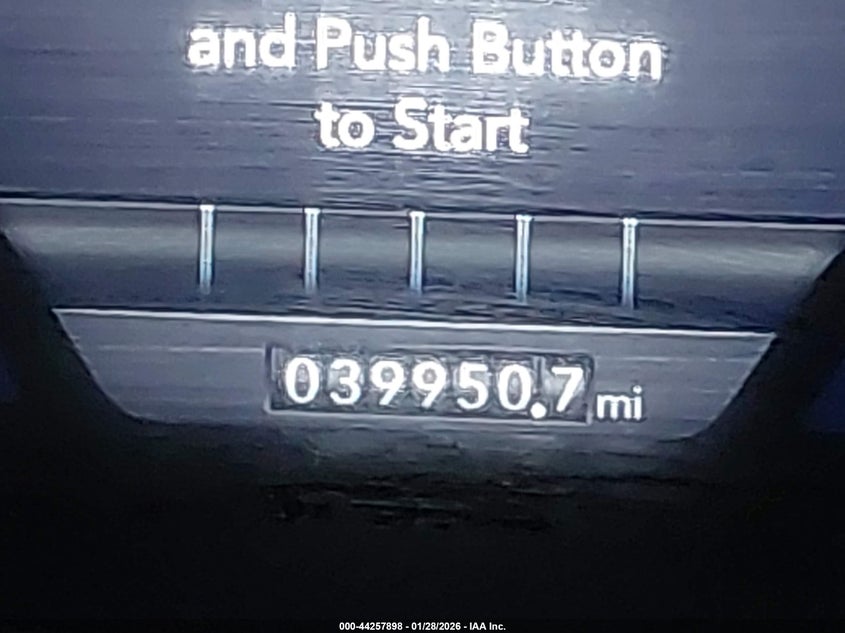 and Push Button
to Start
039950.7 mi
000-44257898 - 01/28/2026 - IAA Inc.